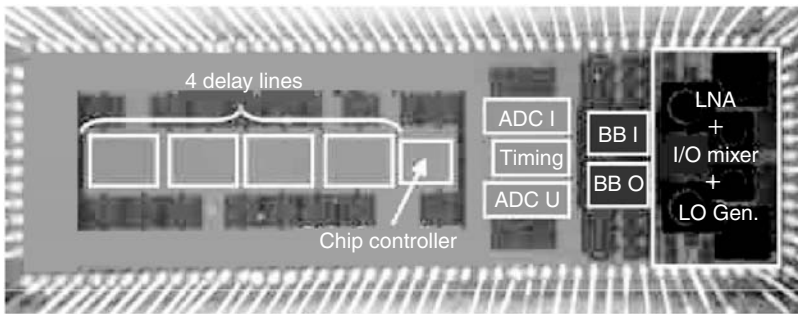 4 delay lines
ADC I
Timing
ADC U
BB I
BB O
LNA
+
I/O mixer
+
LO Gen.
Chip controller